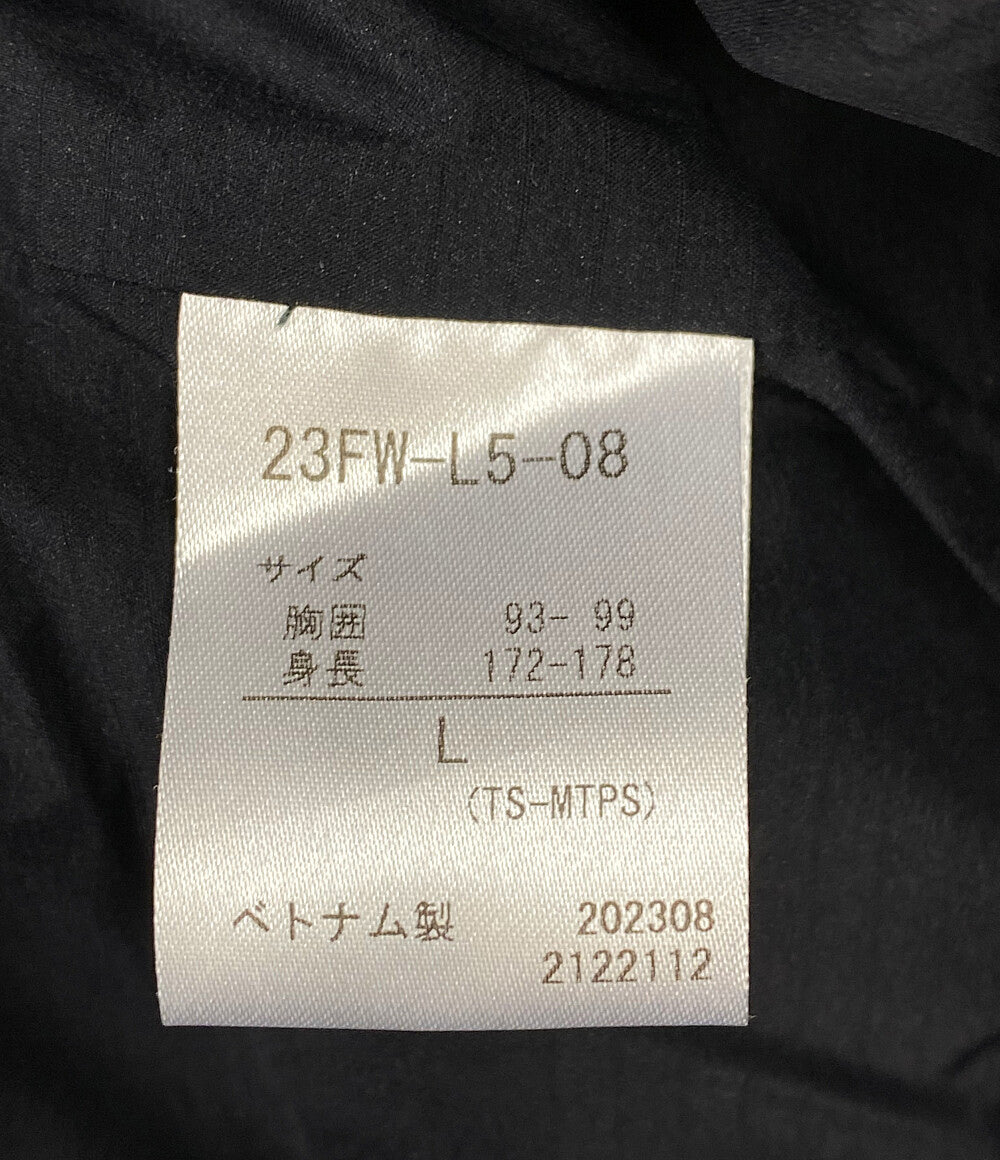 23FW-L5-08
サイズ
胸囲 93- 99
身長 172-178
L
(TS-MTPS)
ベトナム製 202308
2122112